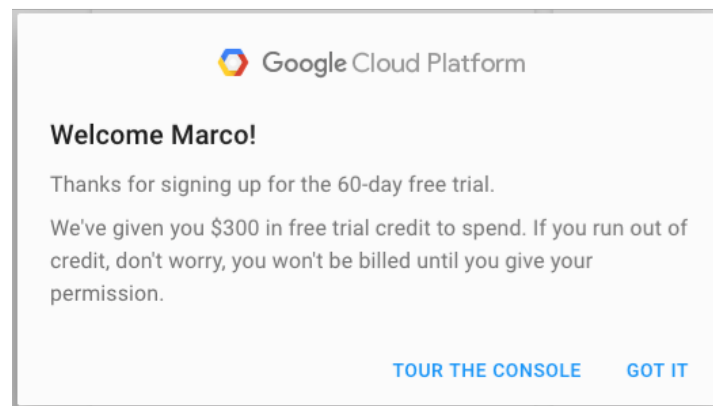 Google Cloud Platform
Welcome Marco!
Thanks for signing up for the 60-day free trial.
We've given you $300 in free trial credit to spend. If you run out of
credit, don't worry, you won't be billed until you give your
permission.
TOUR THE CONSOLE GOT IT